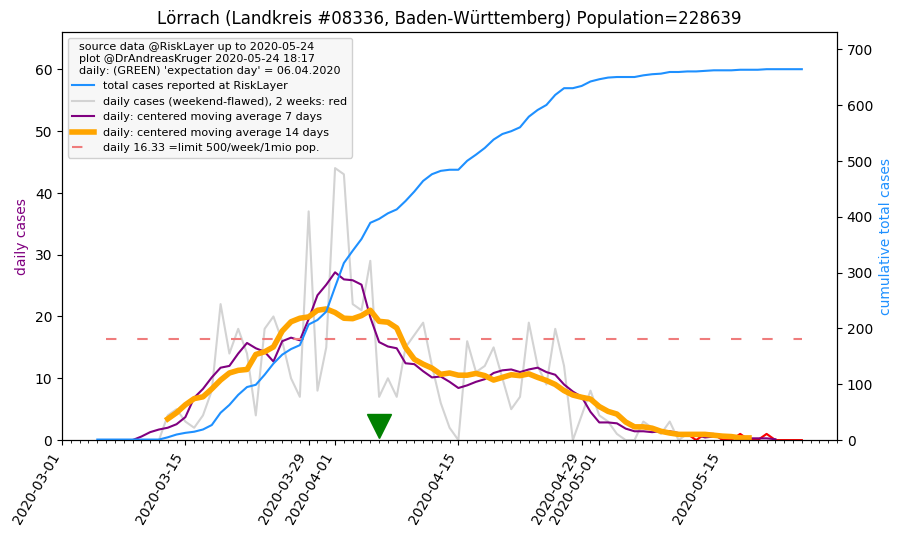 Lörrach (Landkreis #08336, Baden-Württemberg) Population=228639
source data @RiskLayer up to 2020-05-24
plot @DrAndreasKruger 2020-05-24 18:17
daily: (GREEN) 'expectation day' = 06.04.2020
total cases reported at RiskLayer
daily cases (weekend-flawed), 2 weeks: red
daily: centered moving average 7 days
daily: centered moving average 14 days
daily 16.33 =limit 500/week/1mio pop.
daily cases
60
50
40
30
20
10
0
700
600
500
400
300
200
100
0
cumulative total cases
2020-03-01
2020-03-15
2020-03-29
2020-04-01
2020-04-15
2020-04-29
2020-05-01
2020-05-15